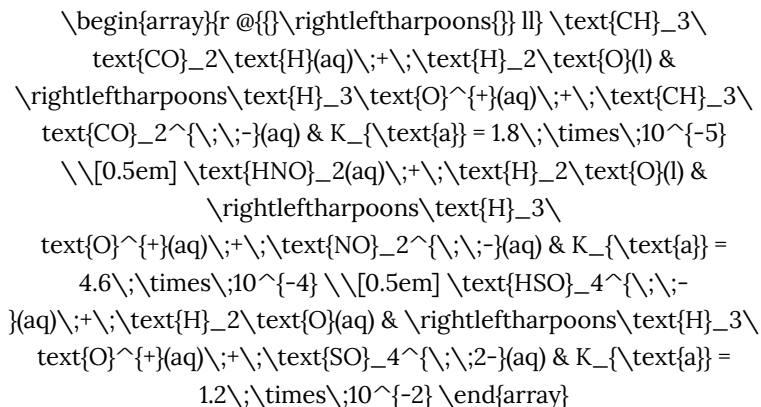 \begin{array}{r @{{}\rightleftharpoons{}} ll} \text{CH}_3\
text{CO}_2\text{H}(aq)\;+\;\text{H}_2\text{O}(l) &
\rightleftharpoons\text{H}_3\text{O}^{+}(aq)\;+\;\text{CH}_3\
text{CO}_2^{\;\;-}(aq) & K_{\text{a}} = 1.8\;\times\;10^{-5}
\\[0.5em] \text{HNO}_2(aq)\;+\;\text{H}_2\text{O}(l) &
\rightleftharpoons\text{H}_3\
text{O}^{+}(aq)\;+\;\text{NO}_2^{\;\;-}(aq) & K_{\text{a}} =
4.6\;\times\;10^{-4} \\[0.5em] \text{HSO}_4^{\;\;-
}(aq)\;+\;\text{H}_2\text{O}(aq) & \rightleftharpoons\text{H}_3\
text{O}^{+}(aq)\;+\;\text{SO}_4^{\;\;2-}(aq) & K_{\text{a}} =
1.2\;\times\;10^{-2} \end{array}